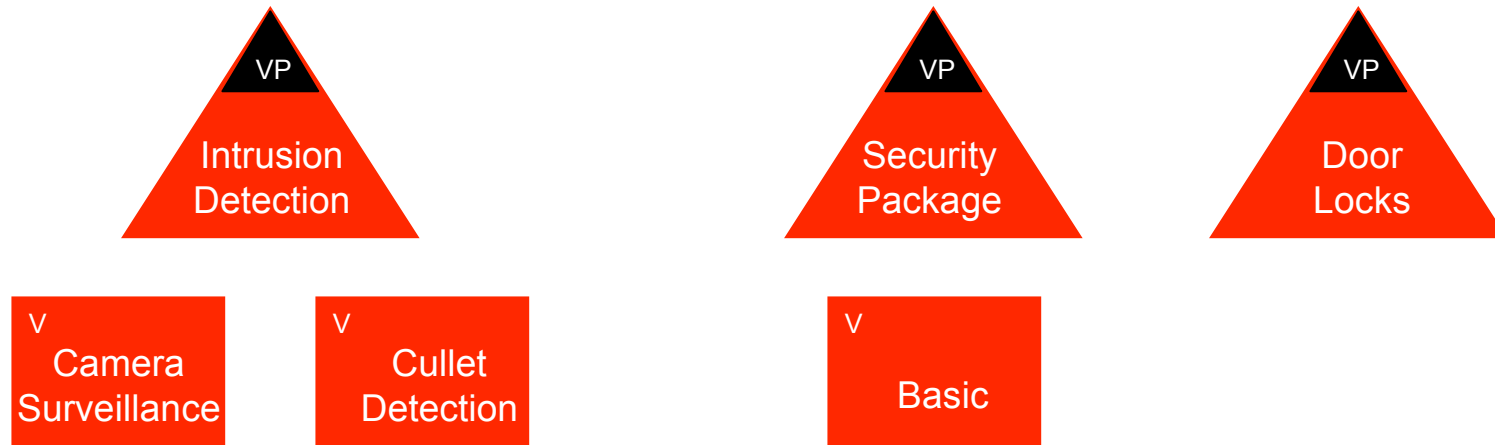 VP
Intrusion
Detection
VP
Security
Package
VP
Door
Locks
V
Camera
Surveillance
V
Cullet
Detection
V
Basic